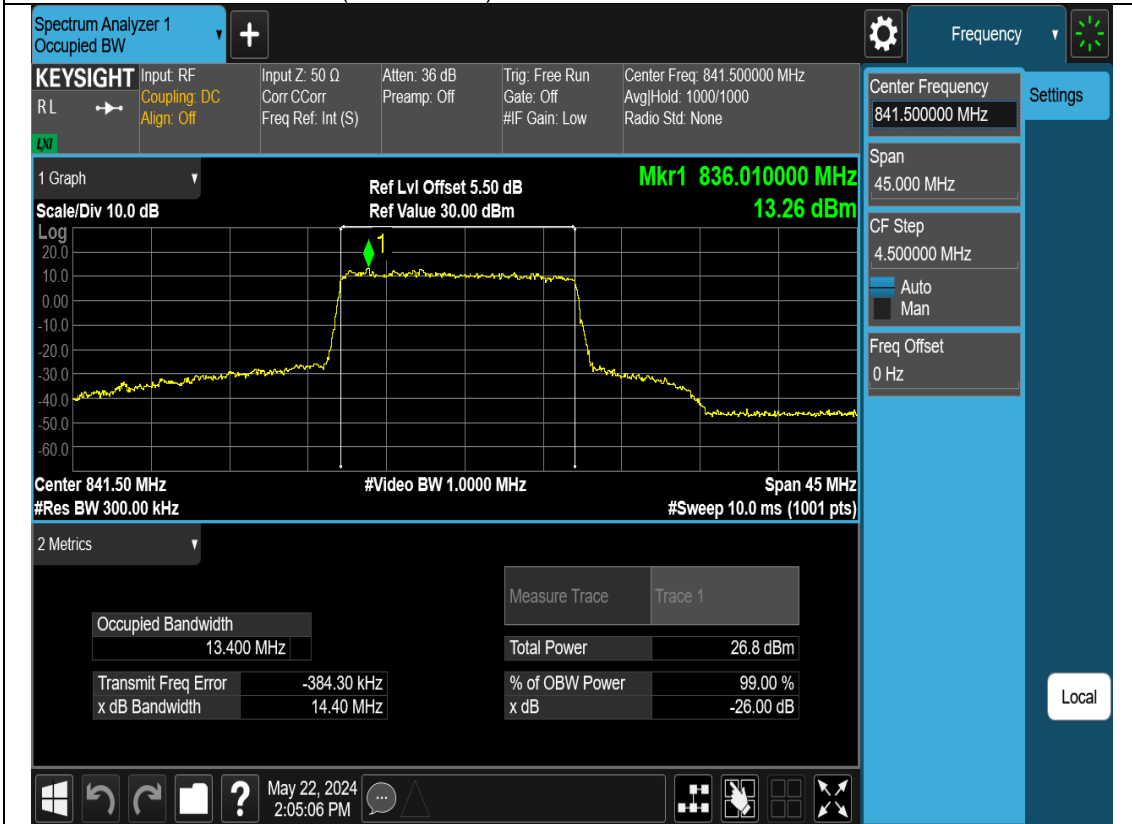 Spectrum Analyzer 1
Occupied BW
Frequency
KEYSIGHT
RL
LXI
Input: RF
Coupling: DC
Align: Off
Input Z: 50 Ω
Corr CCorr
Freq Ref: Int (S)
Atten: 36 dB
Preamp: Off
Trig: Free Run
Gate: Off
#IF Gain: Low
Center Freq: 841.500000 MHz
Avg|Hold: 1000/1000
Radio Std: None
Center Frequency
841.500000 MHz
Settings
Span
45.000 MHz
CF Step
4.500000 MHz
Auto
Man
Freq Offset
0 Hz
Local
1 Graph
Scale/Div 10.0 dB
Ref Lvl Offset 5.50 dB
Ref Value 30.00 dBm
Mkr1 836.010000 MHz
13.26 dBm
Log
1
20.0
10.0
0.00
-10.0
-20.0
-30.0
-40.0
-50.0
-60.0
Center 841.50 MHz
#Video BW 1.0000 MHz
Span 45 MHz
#Res BW 300.00 kHz
#Sweep 10.0 ms (1001 pts)
2 Metrics
Measure Trace Trace 1
Occupied Bandwidth
13.400 MHz
Total Power 26.8 dBm
Transmit Freq Error -384.30 kHz
% of OBW Power 99.00 %
x dB Bandwidth 14.40 MHz
x dB -26.00 dB
May 22, 2024
2:05:06 PM